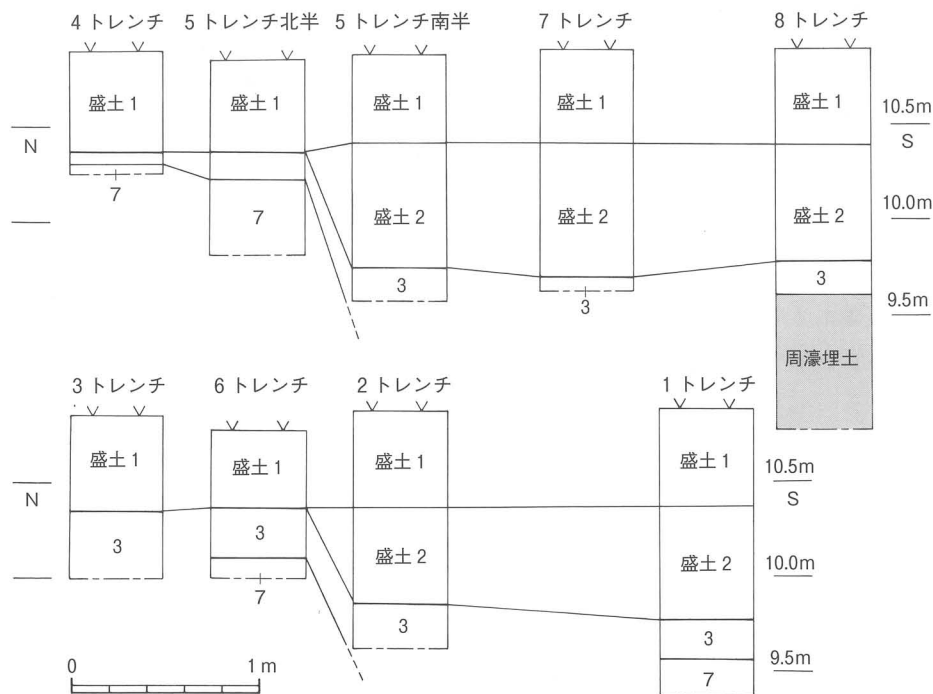 4 トレンチ 5 トレンチ北半 5 トレンチ南半 7 トレンチ 8 トレンチ
盛土 1 盛土 1 盛土 1 盛土 1 盛土 1
10.5m
N S
7
7 盛土 2 盛土 2 盛土 2
10.0m
3 3 3
9.5m
周濠埋土
3 トレンチ 6 トレンチ 2 トレンチ 1 トレンチ
盛土 1 盛土 1 盛土 1 盛土 1
10.5m
N S
3 3 盛土 2 盛土 2
10.0m
7
3 3
9.5m
7
0 1 m